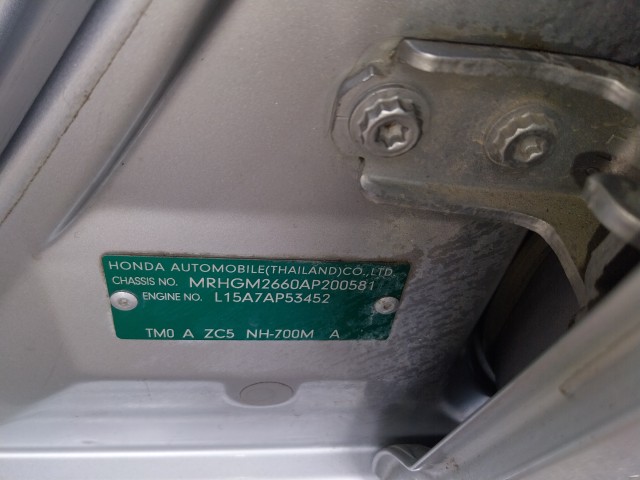 HONDA AUTOMOBILE(THAILAND)CO.,LTD.
CHASSIS NO. MRHGM2660AP200581
ENGINE NO. L15A7AP53452
TM0 A ZC5 NH-700M A